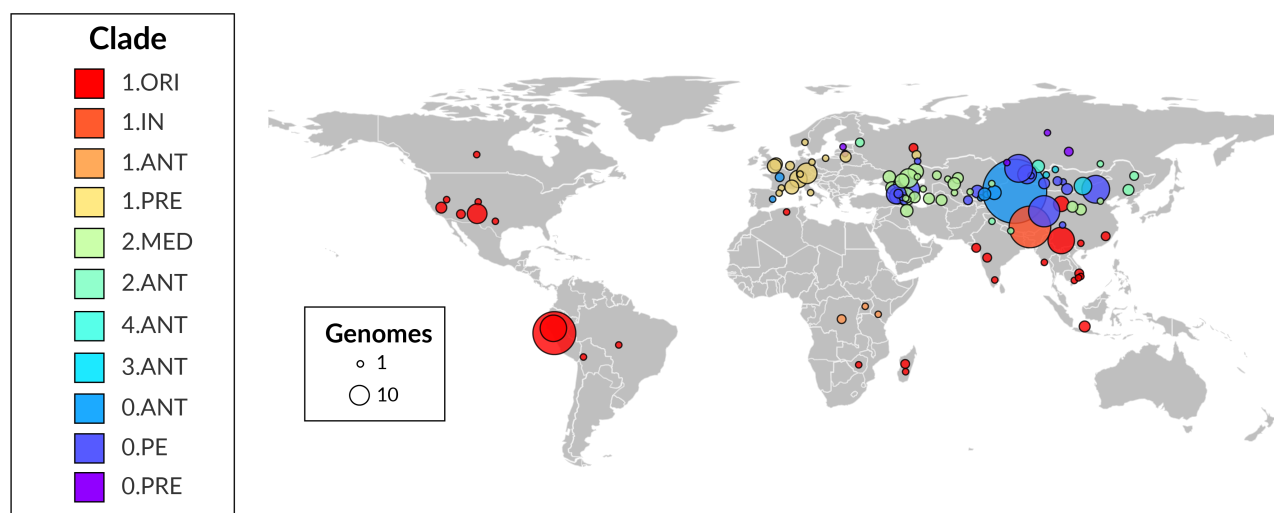 Clade
1.ORI
1.IN
1.ANT
1.PRE
2.MED
2.ANT
4.ANT
3.ANT
0.ANT
0.PE
0.PRE
Genomes
1
10